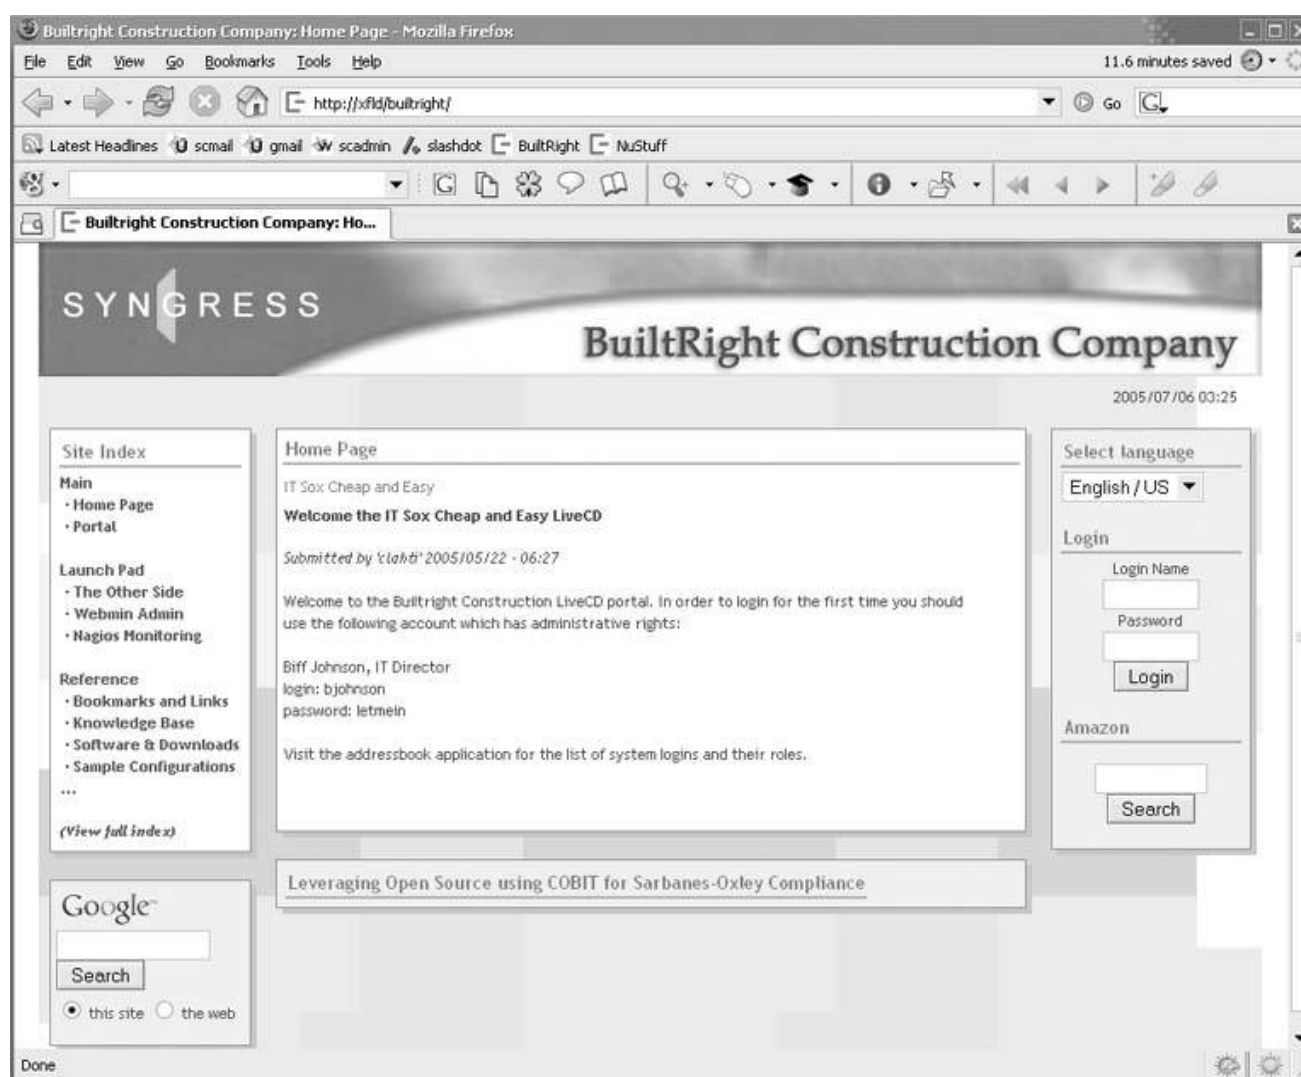 Builtright Construction Company: Home Page - Mozilla Firefox
File Edit View Go Bookmarks Tools Help
11.6 minutes saved
http://xfld/builtright/
Go
G
Latest Headlines scmail gmail scadmin slashdot BuiltRight NuStuff
Builtright Construction Company: Ho...
SYNGRESS
BuiltRight Construction Company
2005/07/06 03:25
Site Index
Main
· Home Page
· Portal
Launch Pad
· The Other Side
· Webmin Admin
· Nagios Monitoring
Reference
· Bookmarks and Links
· Knowledge Base
· Software & Downloads
· Sample Configurations
...
(View full index)
Google
Search
this site the web
Home Page
IT Sox Cheap and Easy
Welcome the IT Sox Cheap and Easy LiveCD
Submitted by 'clahti' 2005/05/22 - 06:27
Welcome to the Builtright Construction LiveCD portal. In order to login for the first time you should
use the following account which has administrative rights:
Biff Johnson, IT Director
login: bjohnson
password: letmein
Visit the addressbook application for the list of system logins and their roles.
Leveraging Open Source using COBIT for Sarbanes-Oxley Compliance
Select language
English / US
Login
Login Name
Password
Login
Amazon
Search
Done